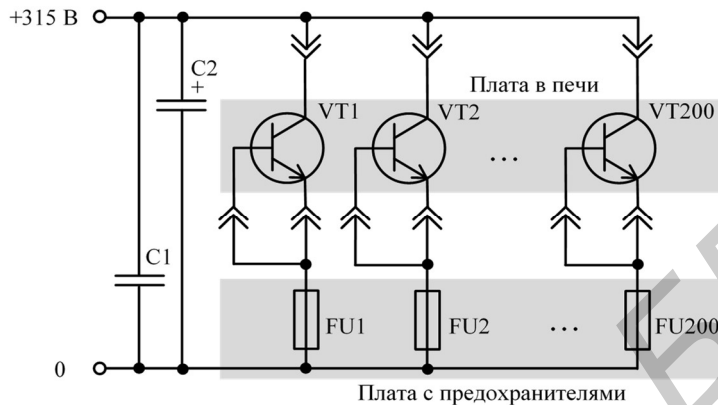 +315 В
C2
+
Плата в печи
VT1
VT2
VT200
...
C1
FU1
FU2
...
FU200
0
Плата с предохранителями